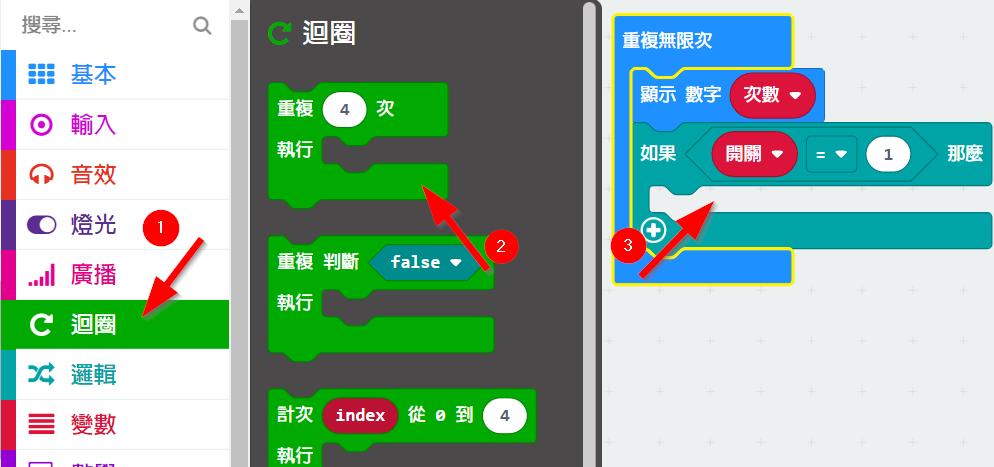 搜尋...
基本
輸入
音效
燈光
廣播
迴圈
邏輯
變數
迴圈
重複 4 次
執行
重複 判斷 false
執行
計次 index 從 0 到 4
執行
重複無限次
顯示 數字 次數
如果 開關 = 1 那麼
1
2
3